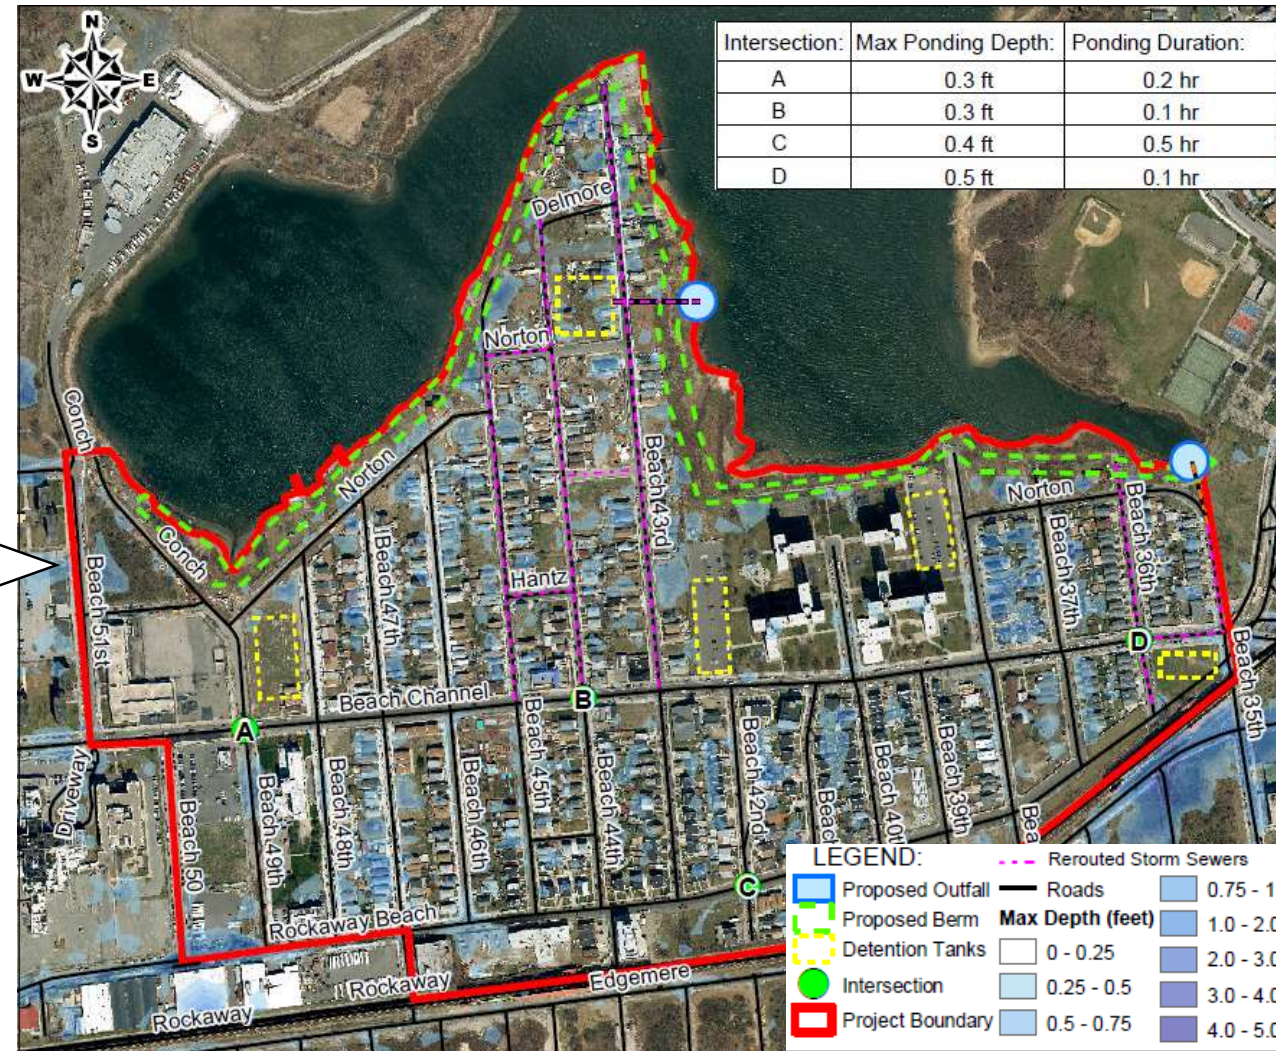 N
W E
S
Intersection: Max Ponding Depth: Ponding Duration:
A 0.3 ft 0.2 hr
B 0.3 ft 0.1 hr
C 0.4 ft 0.5 hr
D 0.5 ft 0.1 hr
Delmore
Norton
Conch
Norton
Conch
Beach 43rd
Norton
Beach 36th
Beach 37th
Beach 47th
Hantz
Beach 51st
Beach Channel
A
B
D
Beach 35th
Driveway
Beach 50
Beach 49th
Beach 48th
Beach 46th
Beach 45th
Beach 44th
Beach 42nd
Beach
Beach 40th
Beach 39th
Bea
C
Rockaway Beach
Rockaway
Edgemere
Rockaway
LEGEND:
Proposed Outfall
Proposed Berm
Detention Tanks
Intersection
Project Boundary
Rerouted Storm Sewers
Roads
Max Depth (feet)
0 - 0.25
0.25 - 0.5
0.5 - 0.75
0.75 - 1
1.0 - 2.0
2.0 - 3.0
3.0 - 4.0
4.0 - 5.0